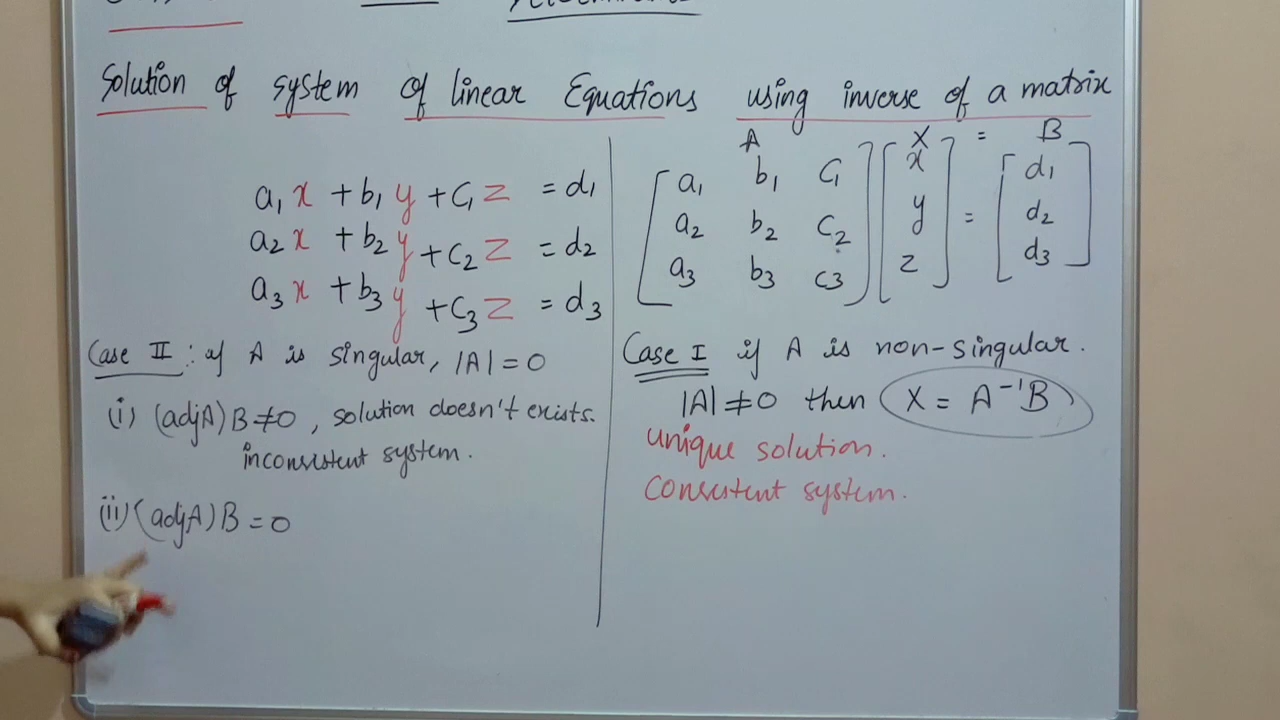 Solution of system of linear Equations using inverse of a matrix
a₁x + b₁y + c₁z = d₁
a₂x + b₂y + c₂z = d₂
a₃x + b₃y + c₃z = d₃
Case II : if A is singular, |A| = 0
(i) (adjA)B ≠ 0, solution doesn't exists.
inconsistent system.
(ii) (adjA)B = 0
A X = B
a₁ b₁ c₁ x d₁
a₂ b₂ c₂ y = d₂
a₃ b₃ c₃ z d₃
Case I if A is non-singular.
|A| ≠ 0 then X = A⁻¹B
unique solution.
Consistent system.